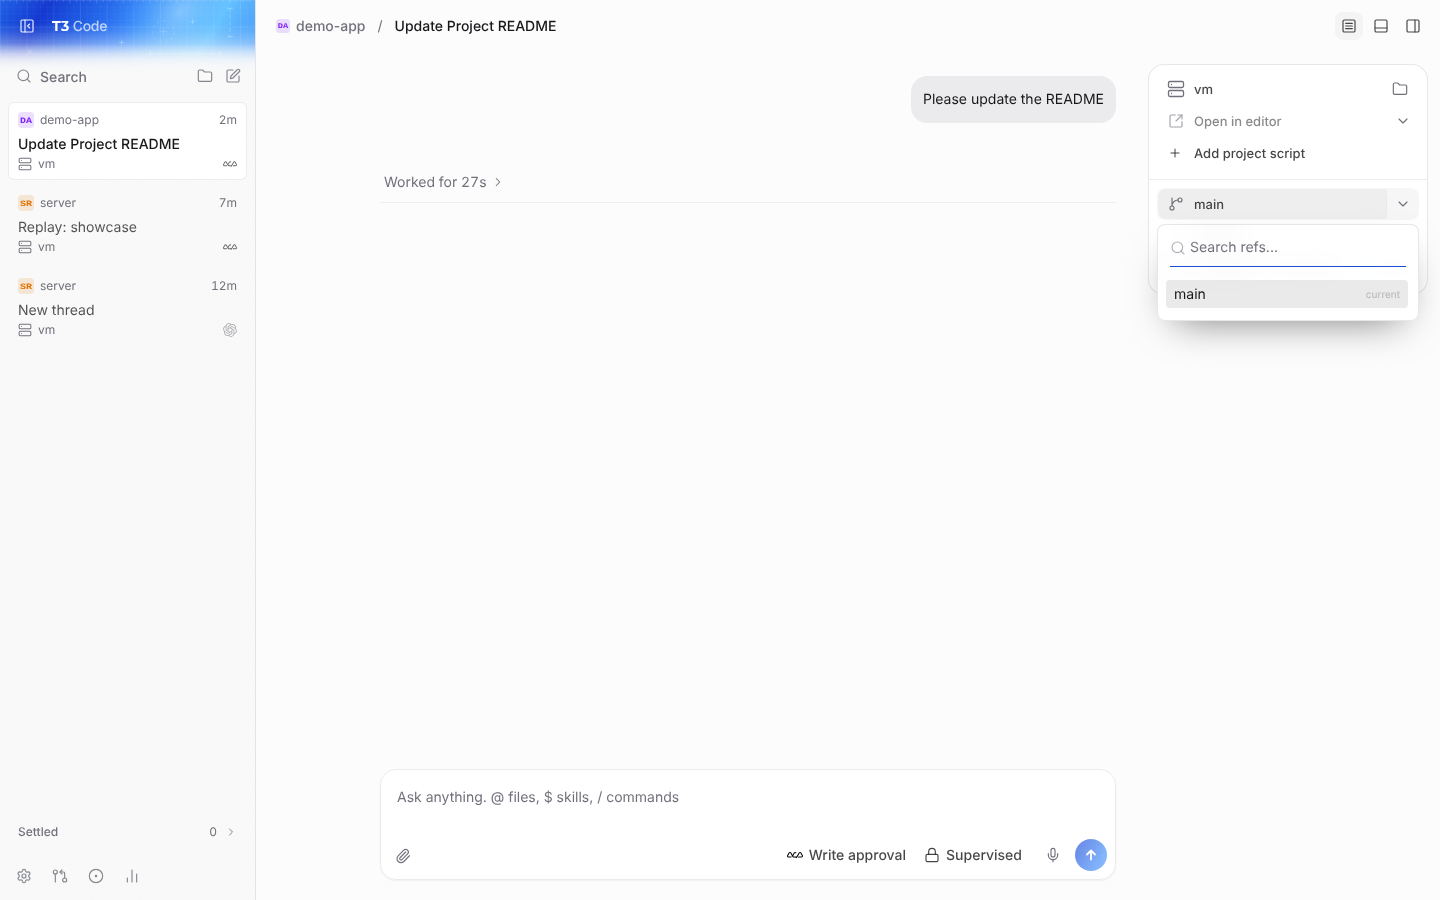 T3 Code
Search
DA demo-app 2m
Update Project README
vm
SR server 7m
Replay: showcase
vm
SR server 12m
New thread
vm
Settled 0
DA demo-app / Update Project README
Please update the README
Worked for 27s
Ask anything. @ files, $ skills, / commands
Write approval Supervised
vm
Open in editor
Add project script
main
Search refs...
main current